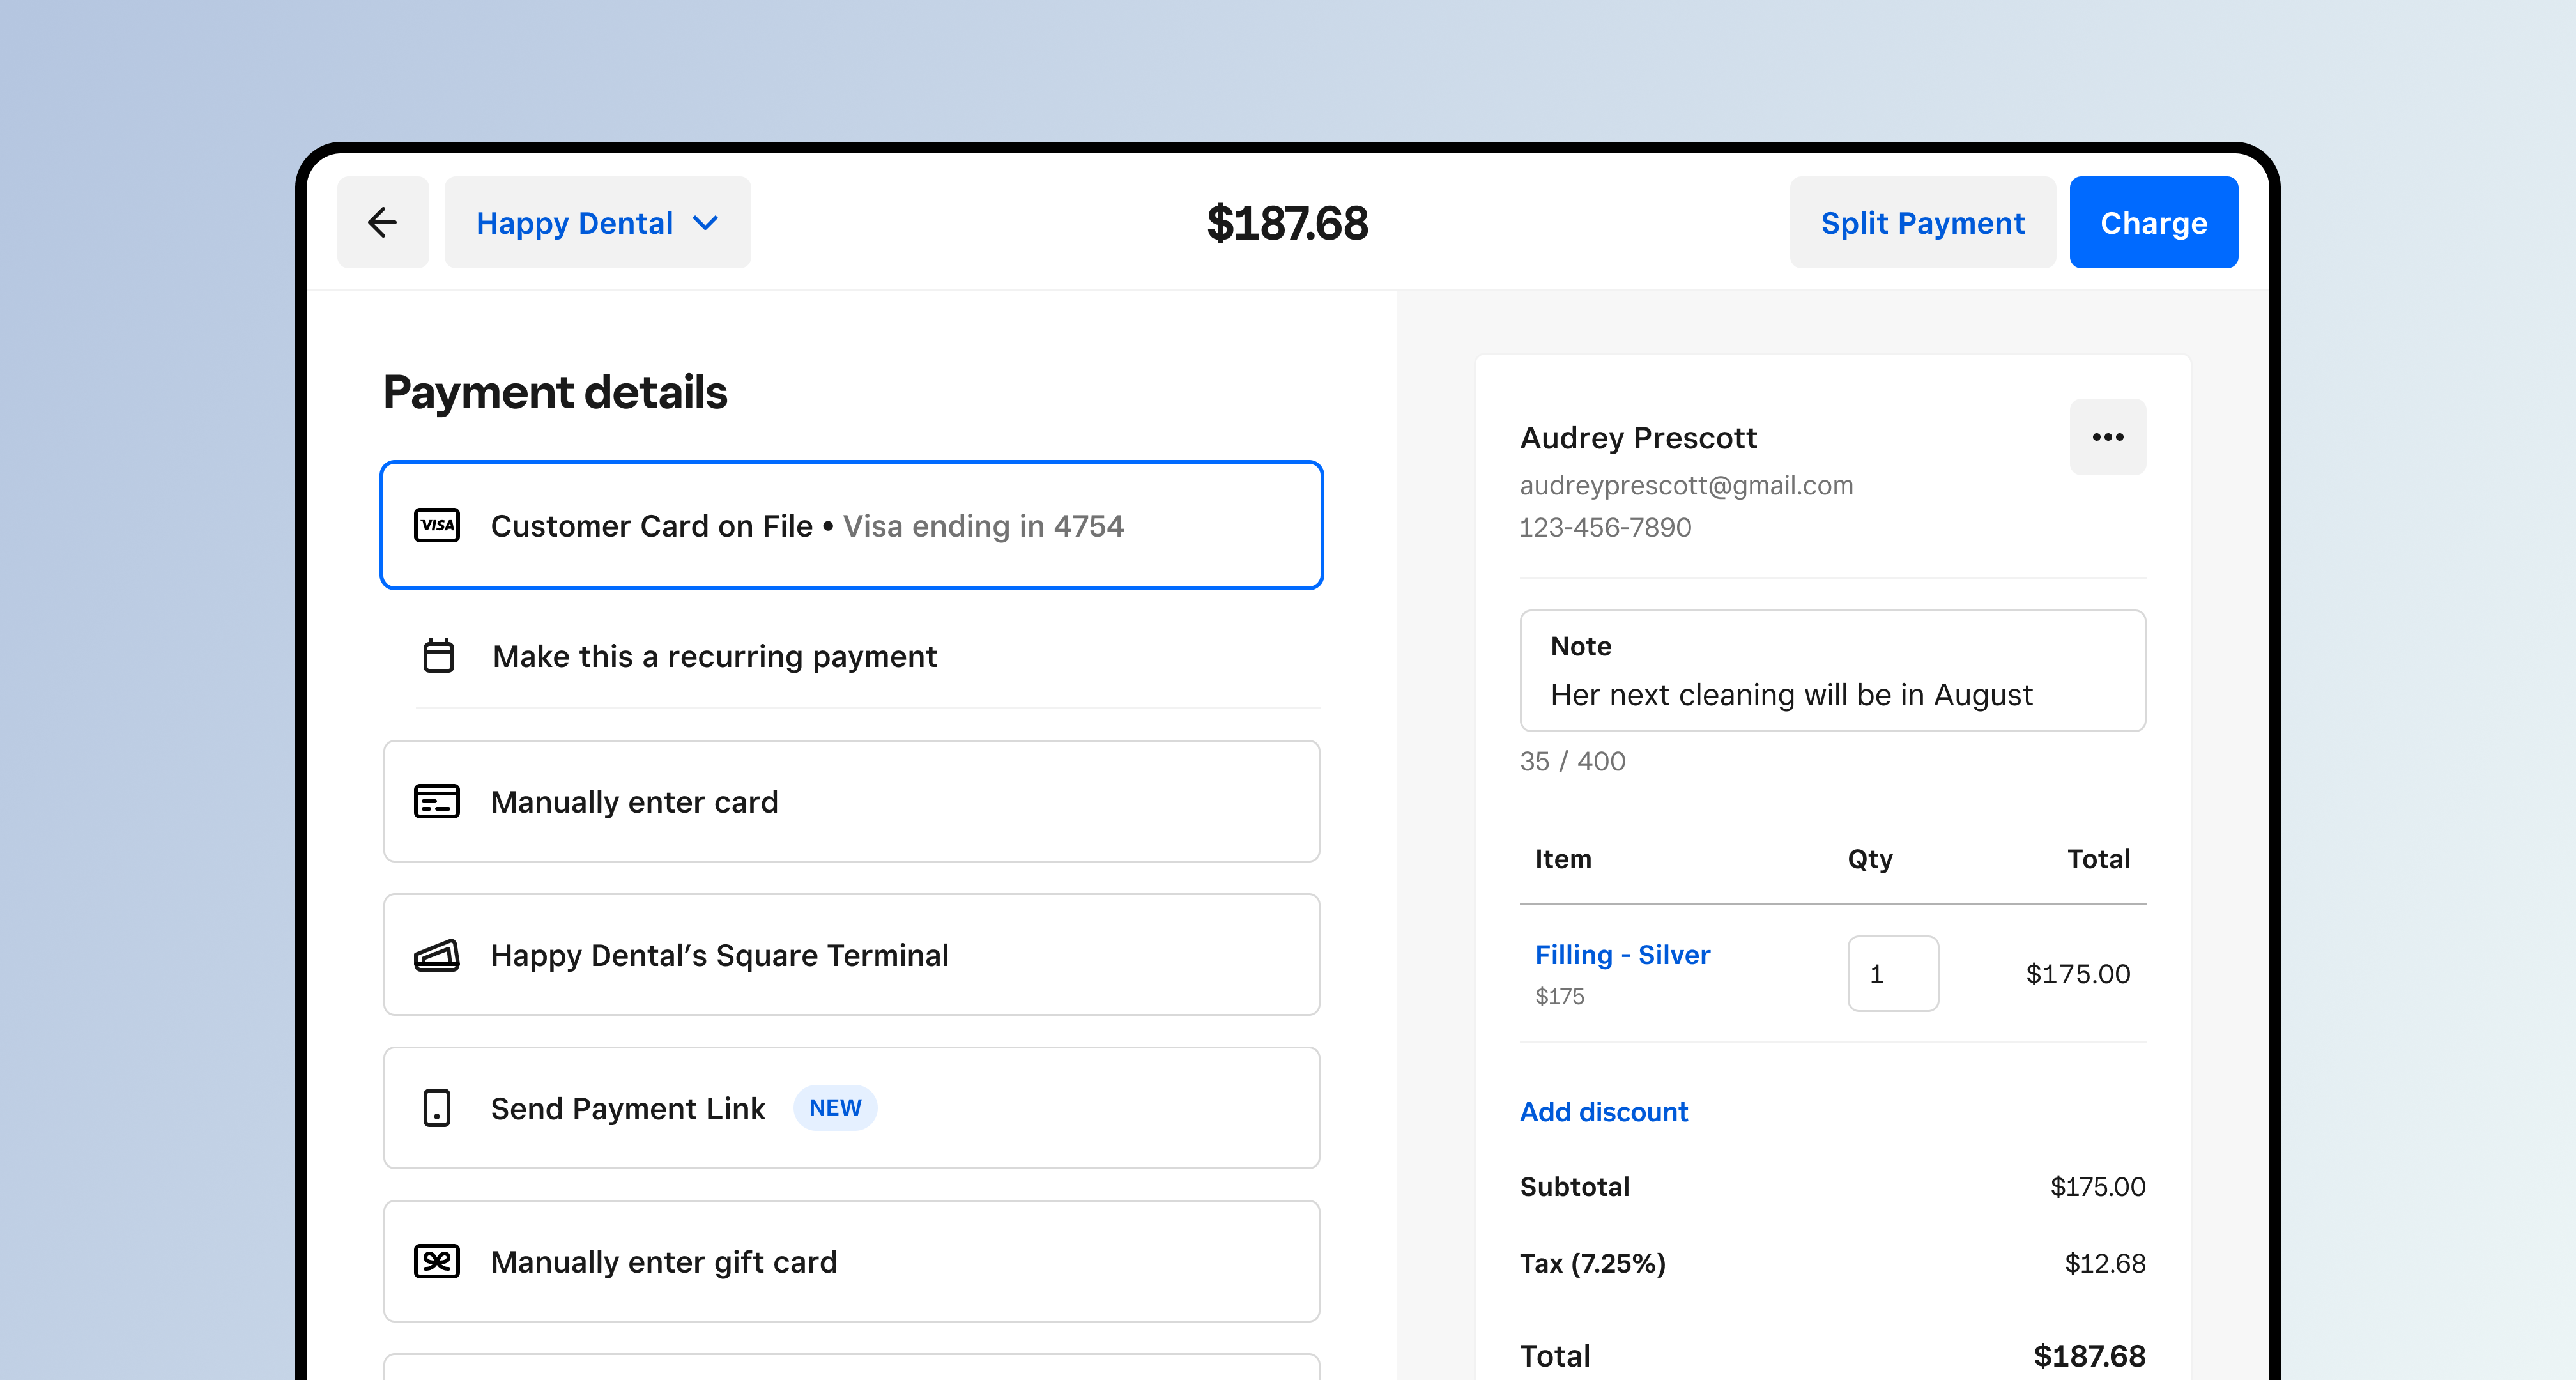 Happy Dental
$187.68
Split Payment
Charge
Payment details
VISA
Customer Card on File • Visa ending in 4754
Make this a recurring payment
Manually enter card
Happy Dental’s Square Terminal
Send Payment Link NEW
Manually enter gift card
Audrey Prescott
audreyprescott@gmail.com
123-456-7890
Note
Her next cleaning will be in August
35 / 400
Item Qty Total
Filling - Silver
$175
1
$175.00
Add discount
Subtotal $175.00
Tax (7.25%) $12.68
Total $187.68